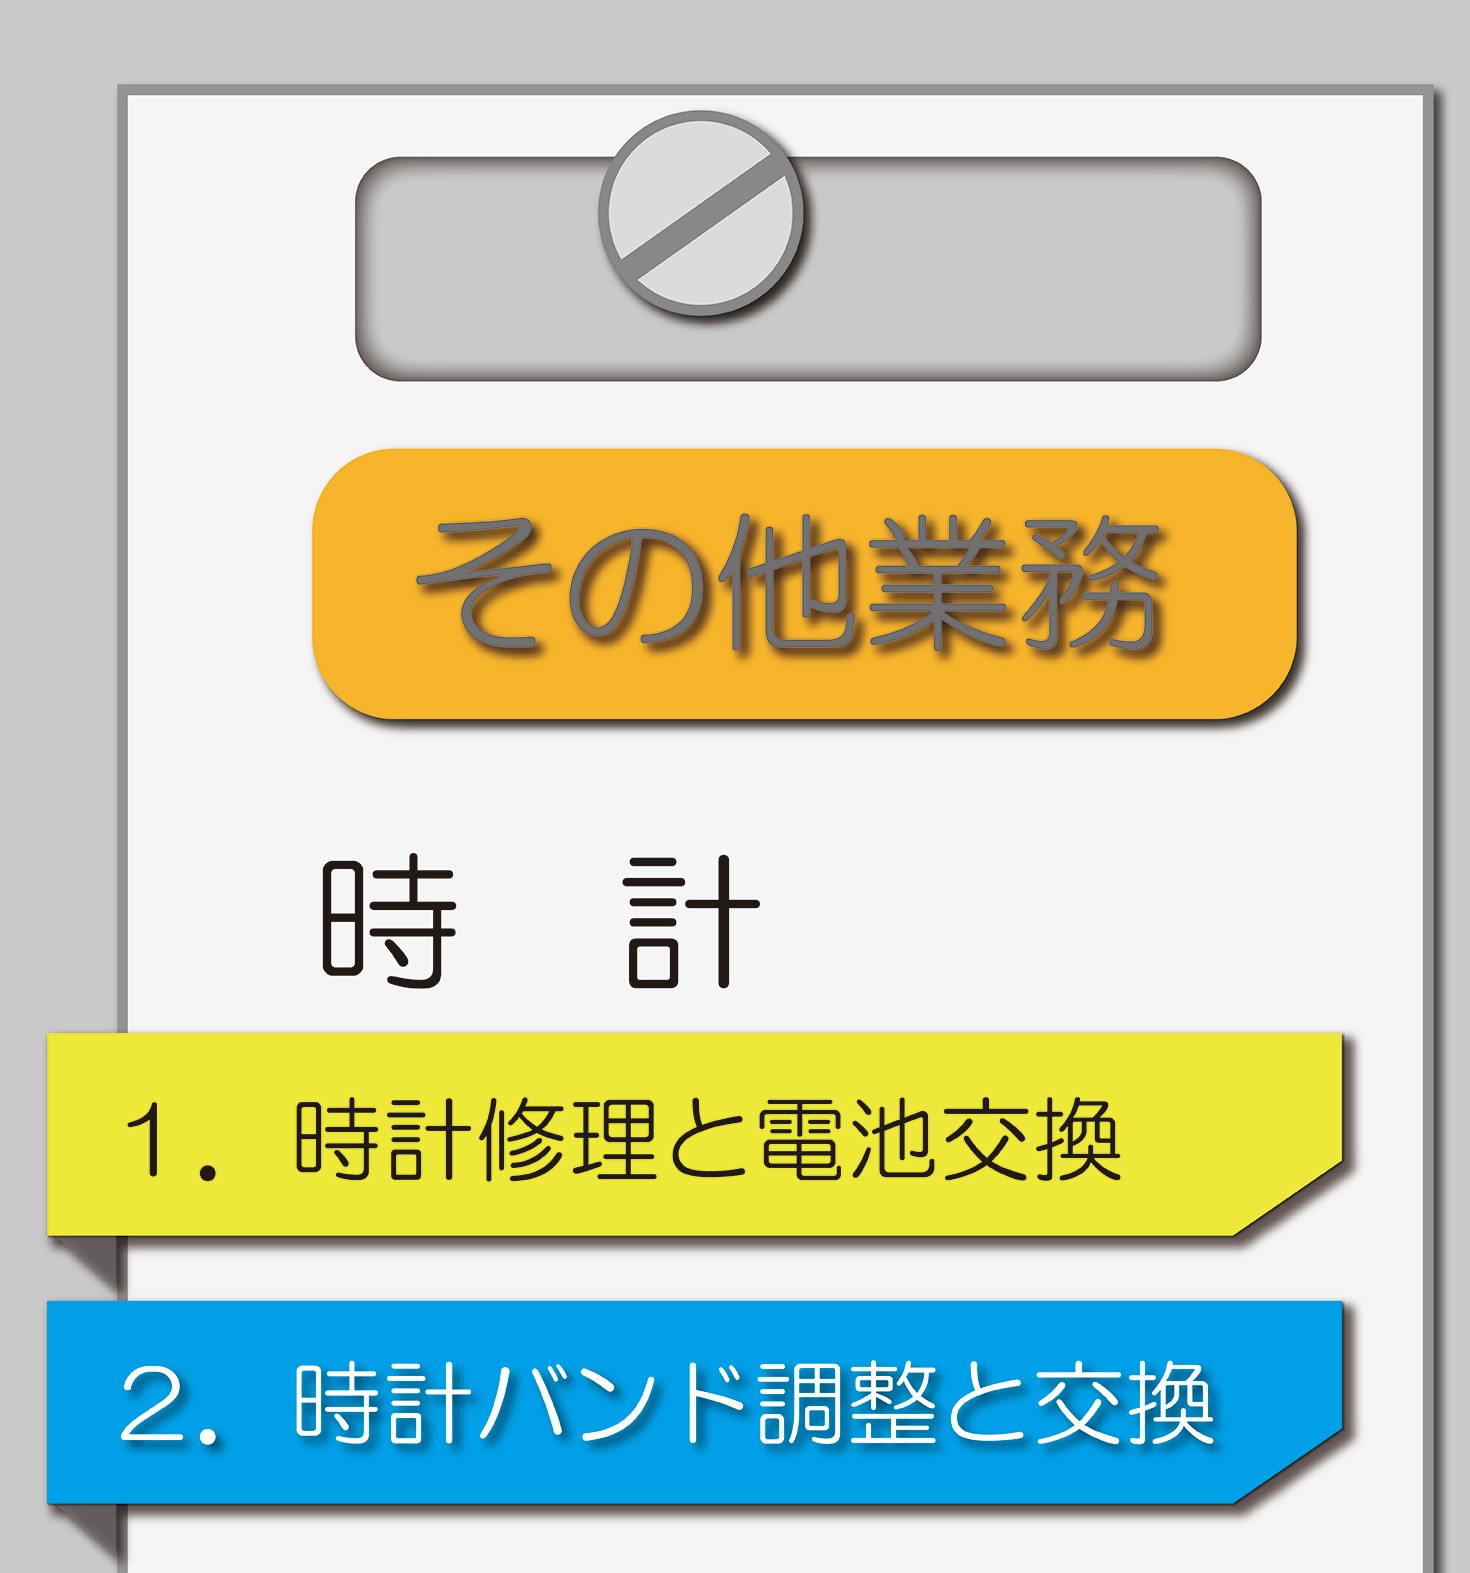 その他業務
時　計
1. 時計修理と電池交換
2. 時計バンド調整と交換